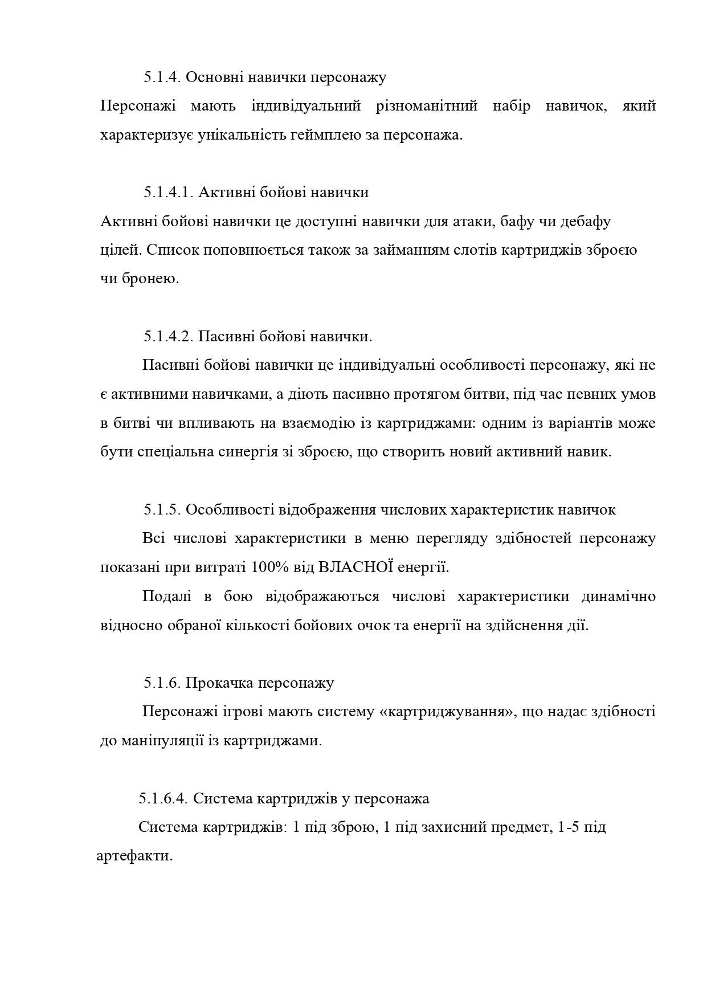 5.1.4. Основні навички персонажу
Персонажі мають індивідуальний різноманітний набір навичок, який
характеризує унікальність геймплею за персонажа.
5.1.4.1. Активні бойові навички
Активні бойові навички це доступні навички для атаки, бафу чи дебафу
цілей. Список поповнюється також за займанням слотів картриджів зброєю
чи бронею.
5.1.4.2. Пасивні бойові навички.
Пасивні бойові навички це індивідуальні особливості персонажу, які не
є активними навичками, а діють пасивно протягом битви, під час певних умов
в битві чи впливають на взаємодію із картриджами: одним із варіантів може
бути спеціальна синергія зі зброєю, що створить новий активний навик.
5.1.5. Особливості відображення числових характеристик навичок
Всі числові характеристики в меню перегляду здібностей персонажу
показані при витраті 100% від ВЛАСНОЇ енергії.
Подалі в бою відображаються числові характеристики динамічно
відносно обраної кількості бойових очок та енергії на здійснення дії.
5.1.6. Прокачка персонажу
Персонажі ігрові мають систему «картриджування», що надає здібності
до маніпуляції із картриджами.
5.1.6.4. Система картриджів у персонажа
Система картриджів: 1 під зброю, 1 під захисний предмет, 1-5 під
артефакти.